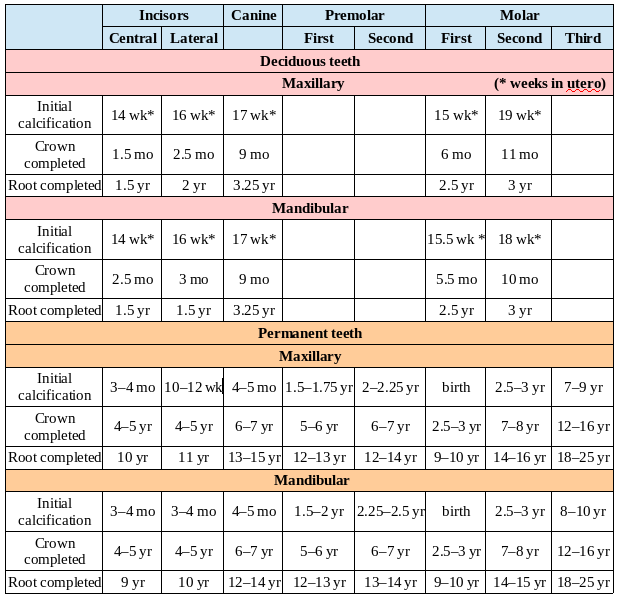 Incisors Canine Premolar Molar
Central Lateral First Second First Second Third
Deciduous teeth
Maxillary (* weeks in utero)
Initial calcification 14 wk* 16 wk* 17 wk* 15 wk* 19 wk*
Crown completed 1.5 mo 2.5 mo 9 mo 6 mo 11 mo
Root completed 1.5 yr 2 yr 3.25 yr 2.5 yr 3 yr
Mandibular
Initial calcification 14 wk* 16 wk* 17 wk* 15.5 wk * 18 wk*
Crown completed 2.5 mo 3 mo 9 mo 5.5 mo 10 mo
Root completed 1.5 yr 1.5 yr 3.25 yr 2.5 yr 3 yr
Permanent teeth
Maxillary
Initial calcification 3–4 mo 10–12 wk 4–5 mo 1.5–1.75 yr 2–2.25 yr birth 2.5–3 yr 7–9 yr
Crown completed 4–5 yr 4–5 yr 6–7 yr 5–6 yr 6–7 yr 2.5–3 yr 7–8 yr 12–16 yr
Root completed 10 yr 11 yr 13–15 yr 12–13 yr 12–14 yr 9–10 yr 14–16 yr 18–25 yr
Mandibular
Initial calcification 3–4 mo 3–4 mo 4–5 mo 1.5–2 yr 2.25–2.5 yr birth 2.5–3 yr 8–10 yr
Crown completed 4–5 yr 4–5 yr 6–7 yr 5–6 yr 6–7 yr 2.5–3 yr 7–8 yr 12–16 yr
Root completed 9 yr 10 yr 12–14 yr 12–13 yr 13–14 yr 9–10 yr 14–15 yr 18–25 yr